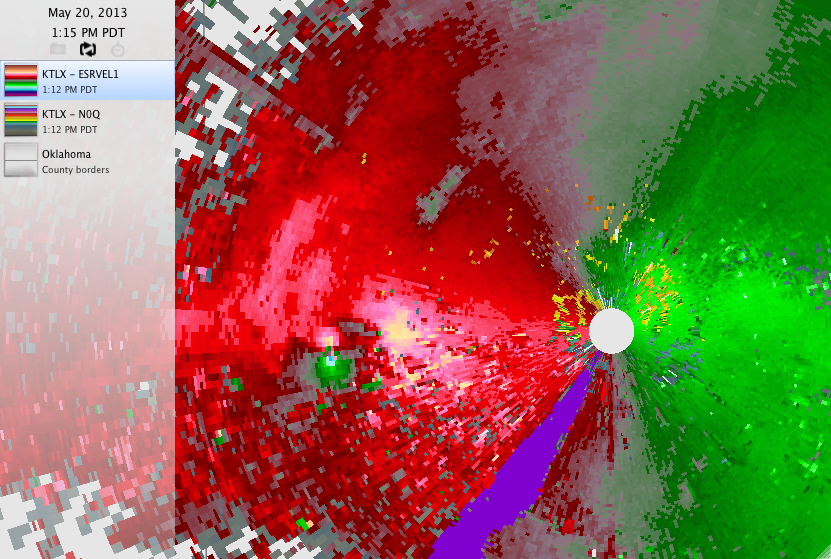 May 20, 2013
1:15 PM PDT
KTLX – ESRVEL1
1:12 PM PDT
KTLX – N0Q
1:12 PM PDT
Oklahoma
County borders